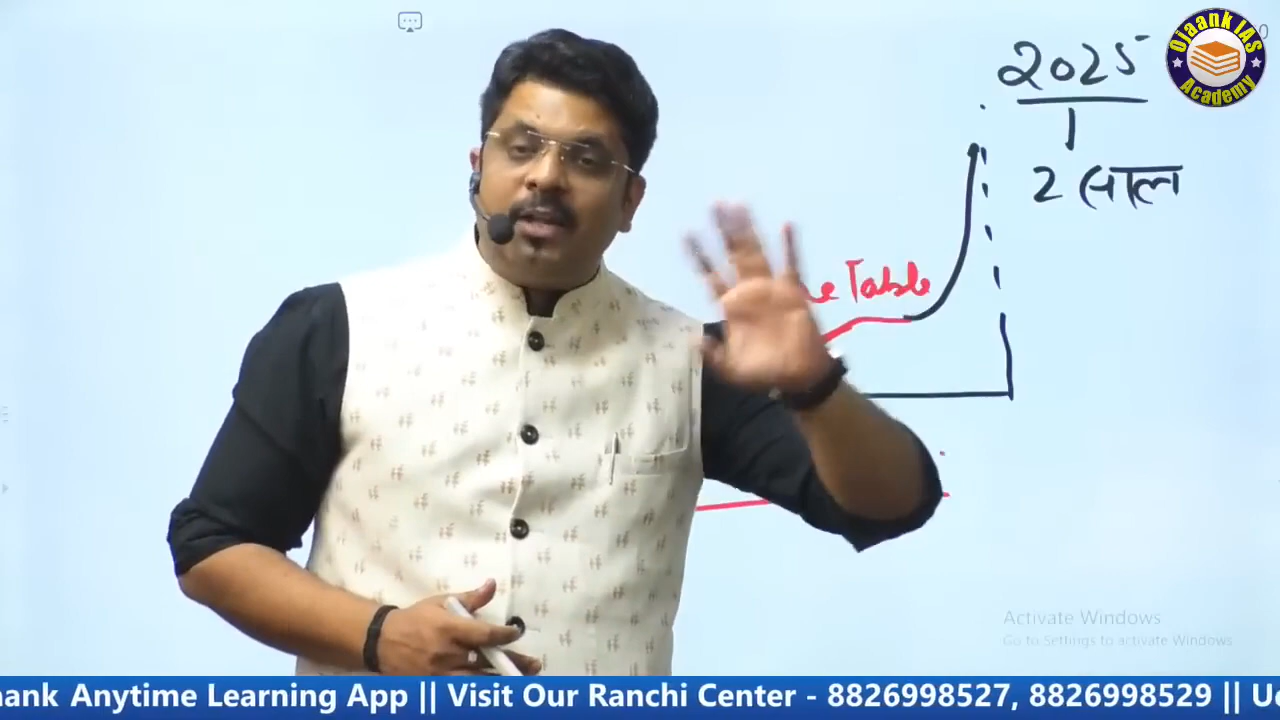 Ojaank IAS
Academy
2025
2 साल
Table
Activate Windows
Go to Settings to activate Windows
Anytime Learning App || Visit Our Ranchi Center - 8826998527, 8826998529 ||